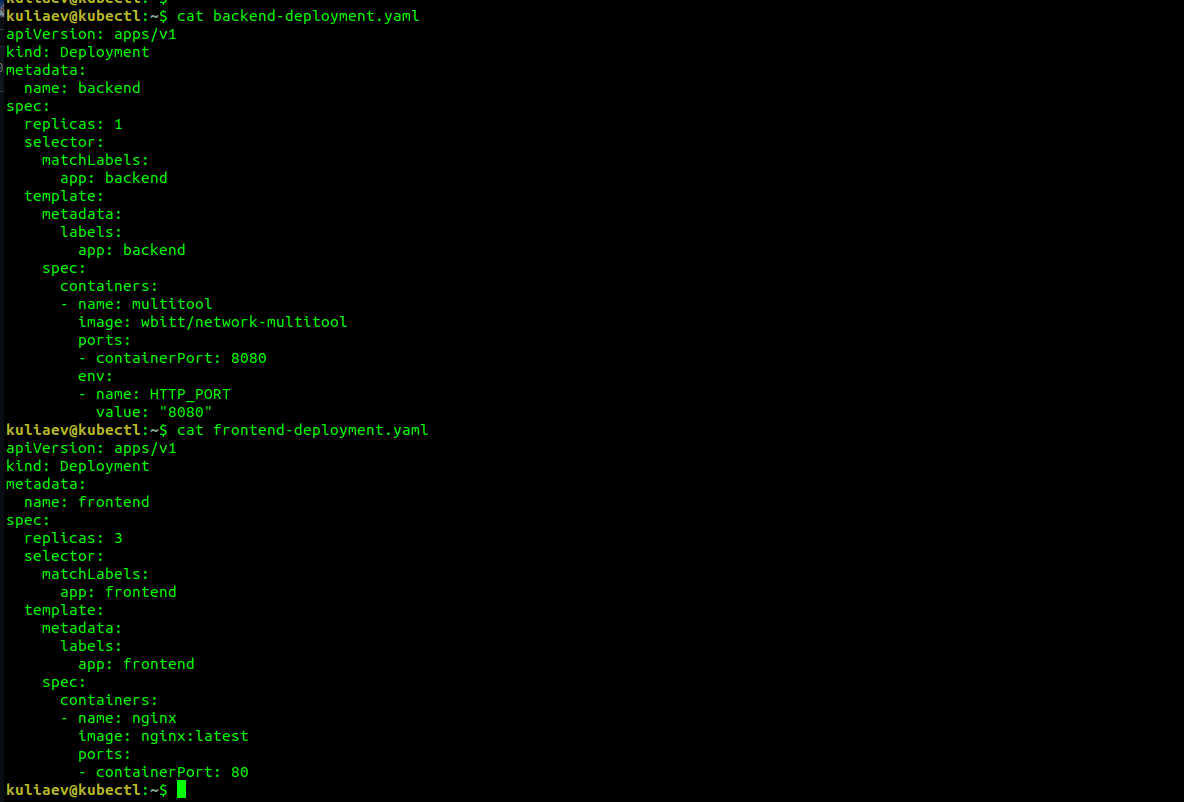 kuliaev@kubectl:~$
kuliaev@kubectl:~$ cat backend-deployment.yaml
apiVersion: apps/v1
kind: Deployment
metadata:
  name: backend
spec:
  replicas: 1
  selector:
    matchLabels:
      app: backend
  template:
    metadata:
      labels:
        app: backend
    spec:
      containers:
      - name: multitool
        image: wbitt/network-multitool
        ports:
        - containerPort: 8080
        env:
        - name: HTTP_PORT
          value: "8080"
kuliaev@kubectl:~$ cat frontend-deployment.yaml
apiVersion: apps/v1
kind: Deployment
metadata:
  name: frontend
spec:
  replicas: 3
  selector:
    matchLabels:
      app: frontend
  template:
    metadata:
      labels:
        app: frontend
    spec:
      containers:
      - name: nginx
        image: nginx:latest
        ports:
        - containerPort: 80
kuliaev@kubectl:~$